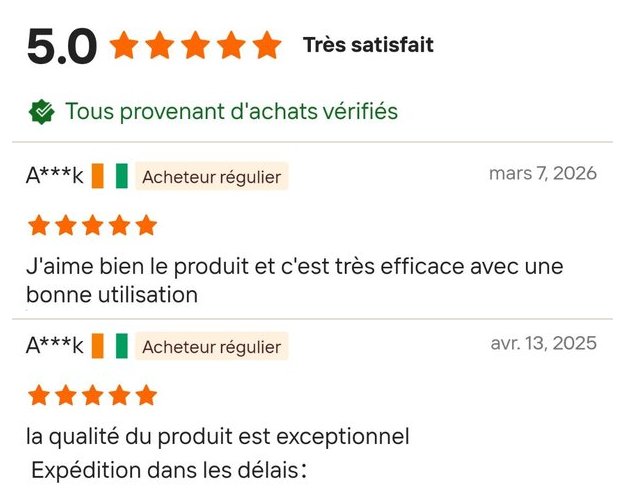 5.0 Très satisfait
Tous provenant d'achats vérifiés
A***k Acheteur régulier mars 7, 2026
J'aime bien le produit et c'est très efficace avec une
bonne utilisation
A***k Acheteur régulier avr. 13, 2025
la qualité du produit est exceptionnel
Expédition dans les délais: